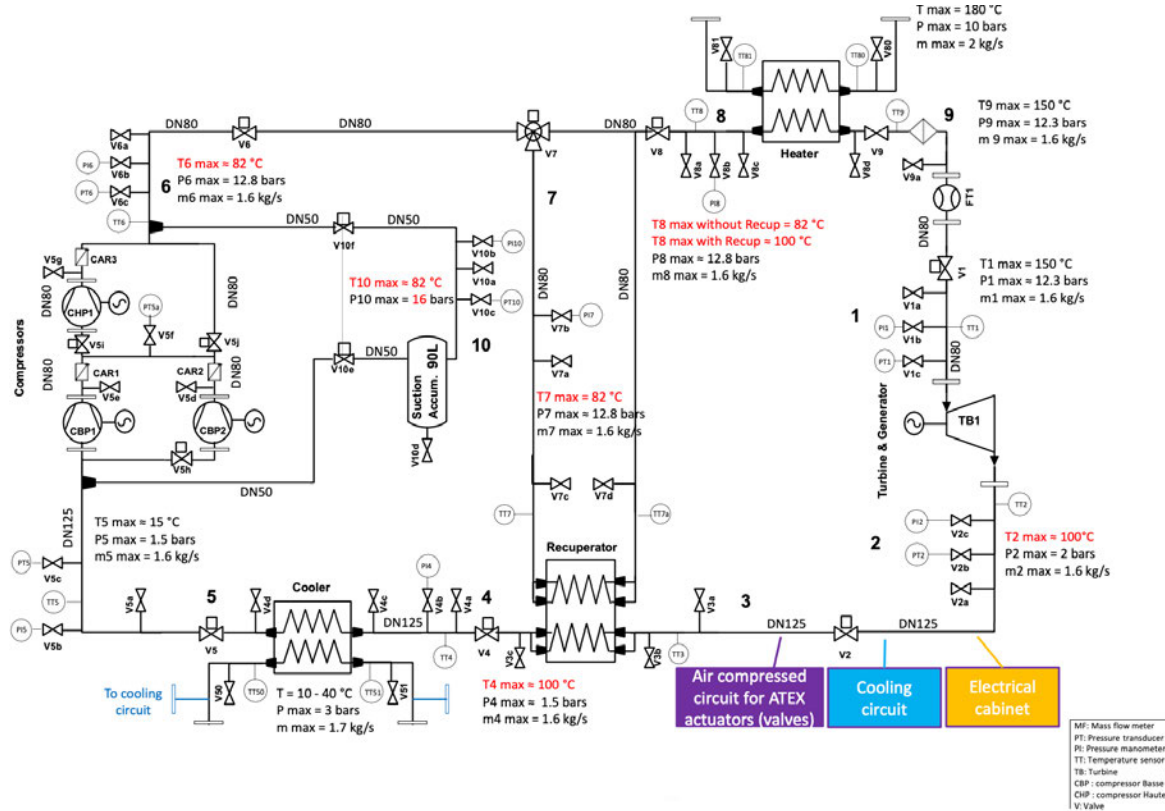 T max = 180 °C
P max = 10 bars
m max = 2 kg/s
V81
TT81
TT80
V80
Heater
8
TT8
DN80
V8
V8a
V8b
V8c
PI8
V8d
V9
TT9
9
T9 max = 150 °C
P9 max = 12.3 bars
m 9 max = 1.6 kg/s
V9a
FT1
DN80
V1
T1 max = 150 °C
P1 max ≈ 12.3 bars
m1 max = 1.6 kg/s
V1a
1
PI1
V1b
TT1
PT1
V1c
DN80
TB1
Turbine & Generator
TT2
2
PI2
V2c
PT2
V2b
V2a
T2 max ≈ 100°C
P2 max = 2 bars
m2 max = 1.6 kg/s
DN80
V6
DN80
V7
V6a
PI6
V6b
PT6
V6c
6
T6 max ≈ 82 °C
P6 max = 12.8 bars
m6 max = 1.6 kg/s
TT6
DN50
V10f
DN50
7
T8 max without Recup = 82 °C
T8 max with Recup ≈ 100 °C
P8 max ≈ 12.8 bars
m8 max = 1.6 kg/s
V10b
PI10
V10a
V10c
PT10
T10 max ≈ 82 °C
P10 max = 16 bars
10
DN80
DN80
V5g
CAR3
DN80
CHP1
PT5a
V5f
V5i
V5j
DN80
Compressors
DN80
CAR1
V5e
CAR2
V5d
DN80
CBP1
CBP2
V5h
V10e
DN50
Suction
Accum. 90L
V10d
DN50
V7b
PI7
V7a
T7 max = 82 °C
P7 max ≈ 12.8 bars
m7 max = 1.6 kg/s
V7c
V7d
TT7
TT7a
Recuperator
DN125
T5 max ≈ 15 °C
P5 max = 1.5 bars
m5 max = 1.6 kg/s
PT5
V5c
TT5
PI5
V5b
V5a
5
V5
V4d
Cooler
V4c
PI4
V4b
V4a
4
DN125
TT4
V4
V3c
V3b
TT3
V3a
3
DN125
V2
DN125
To cooling
circuit
V50
TT50
TT51
V51
T = 10 - 40 °C
P max = 3 bars
m max = 1.7 kg/s
T4 max ≈ 100 °C
P4 max ≈ 1.5 bars
m4 max = 1.6 kg/s
Air compressed
circuit for ATEX
actuators (valves)
Cooling
circuit
Electrical
cabinet
MF: Mass flow meter
PT: Pressure transducer
PI: Pressure manometer
TT: Temperature sensor
TB: Turbine
CBP : compressor Basse
CHP : compressor Haute
V: Valve